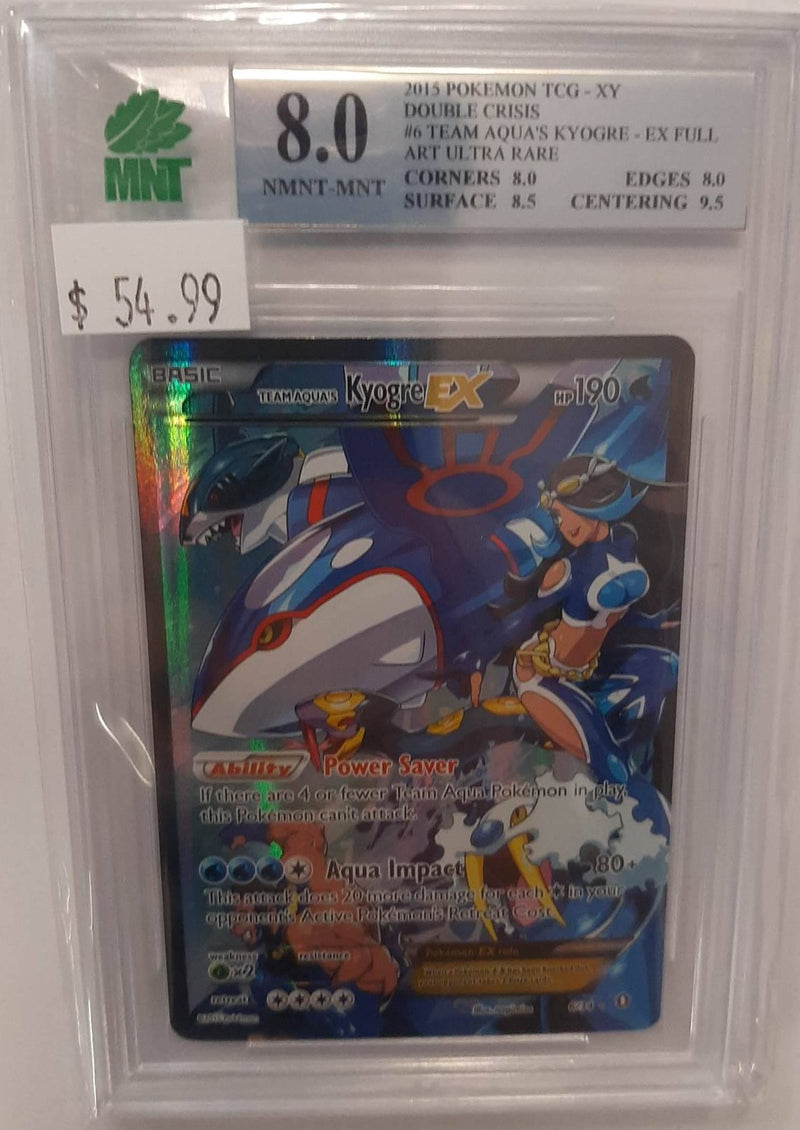 MNT
8.0
NMNT-MNT
2015 POKEMON TCG - XY
DOUBLE CRISIS
#6 TEAM AQUA'S KYOGRE - EX FULL
ART ULTRA RARE
CORNERS 8.0 EDGES 8.0
SURFACE 8.5 CENTERING 9.5
$ 54.99
BASIC
TEAM AQUA'S Kyogre EX HP190
Ability Power Saver
If there are 4 or fewer Team Aqua Pokémon in play,
this Pokémon can't attack.
Aqua Impact 80+
This attack does 20 more damage for each in your
opponent's Active Pokémon's Retreat Cost.
weakness resistance
×2
Pokémon EX rule
retreat
6/34